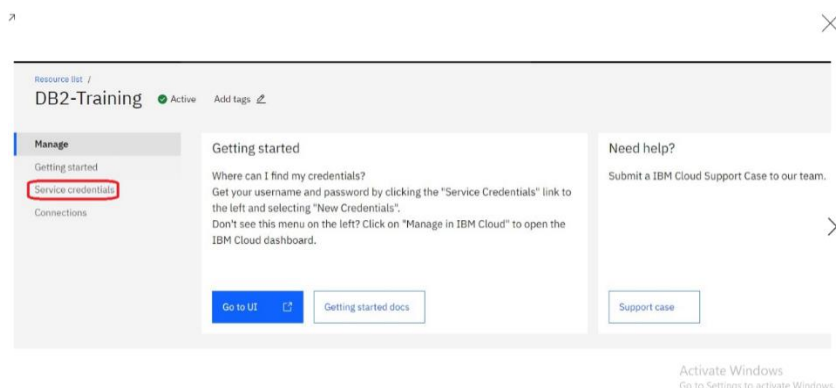 Resource list /
DB2-Training
Active
Add tags
Manage
Getting started
Service credentials
Connections
Getting started
Where can I find my credentials?
Get your username and password by clicking the "Service Credentials" link to
the left and selecting "New Credentials".
Don't see this menu on the left? Click on "Manage in IBM Cloud" to open the
IBM Cloud dashboard.
Go to UI
Getting started docs
Need help?
Submit a IBM Cloud Support Case to our team.
Support case
Activate Windows
Go to Settings to activate Windows.